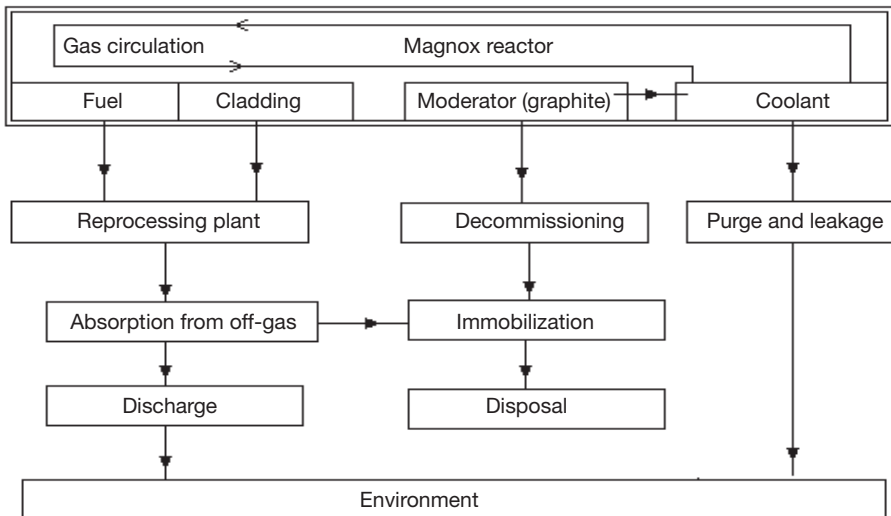 Gas circulation
Magnox reactor
Fuel
Cladding
Moderator (graphite)
Coolant
Reprocessing plant
Decommissioning
Purge and leakage
Absorption from off-gas
Immobilization
Discharge
Disposal
Environment